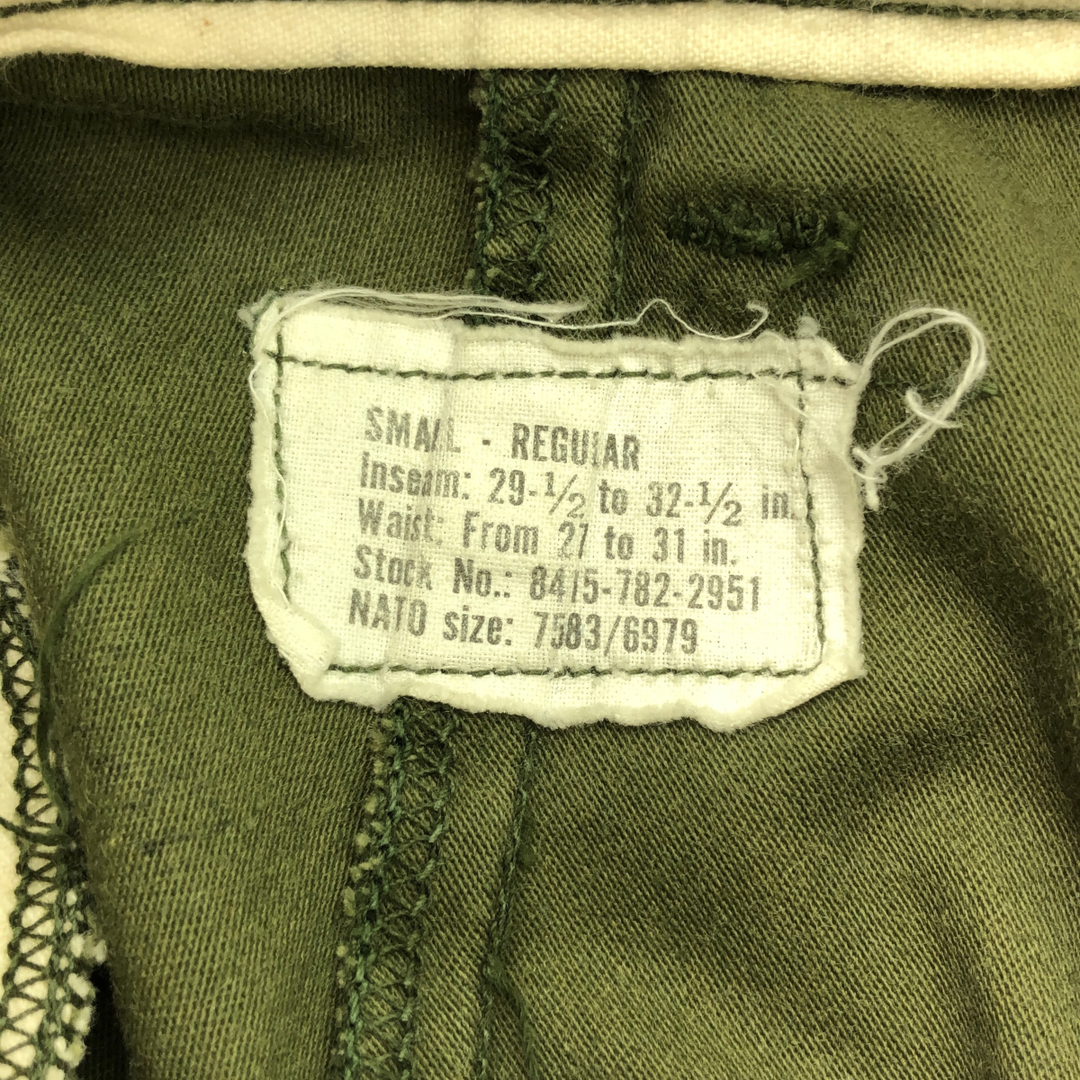 SMALL - REGULAR
Inseam: 29-1/2 to 32-1/2 in.
Waist: From 27 to 31 in.
Stock No.: 8415-782-2951
NATO size: 7583/6979